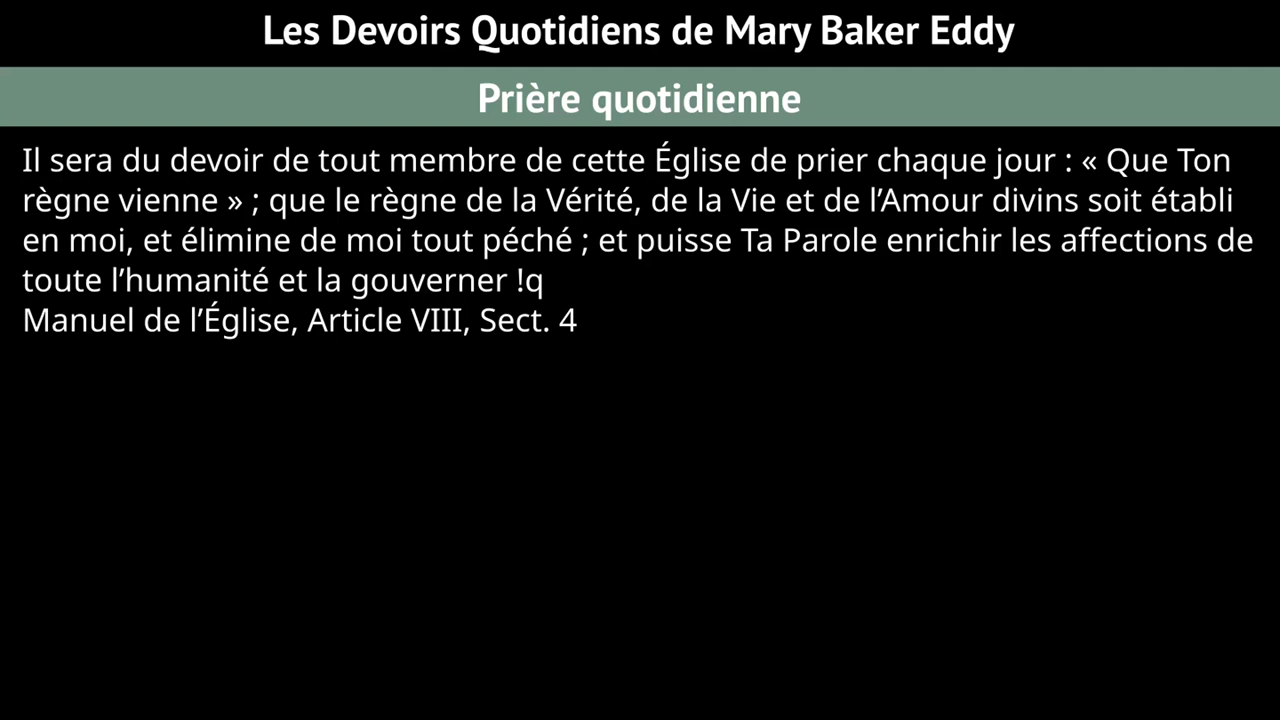 Les Devoirs Quotidiens de Mary Baker Eddy
Prière quotidienne
Il sera du devoir de tout membre de cette Église de prier chaque jour : « Que Ton
règne vienne » ; que le règne de la Vérité, de la Vie et de l’Amour divins soit établi
en moi, et élimine de moi tout péché ; et puisse Ta Parole enrichir les affections de
toute l’humanité et la gouverner !q
Manuel de l’Église, Article VIII, Sect. 4